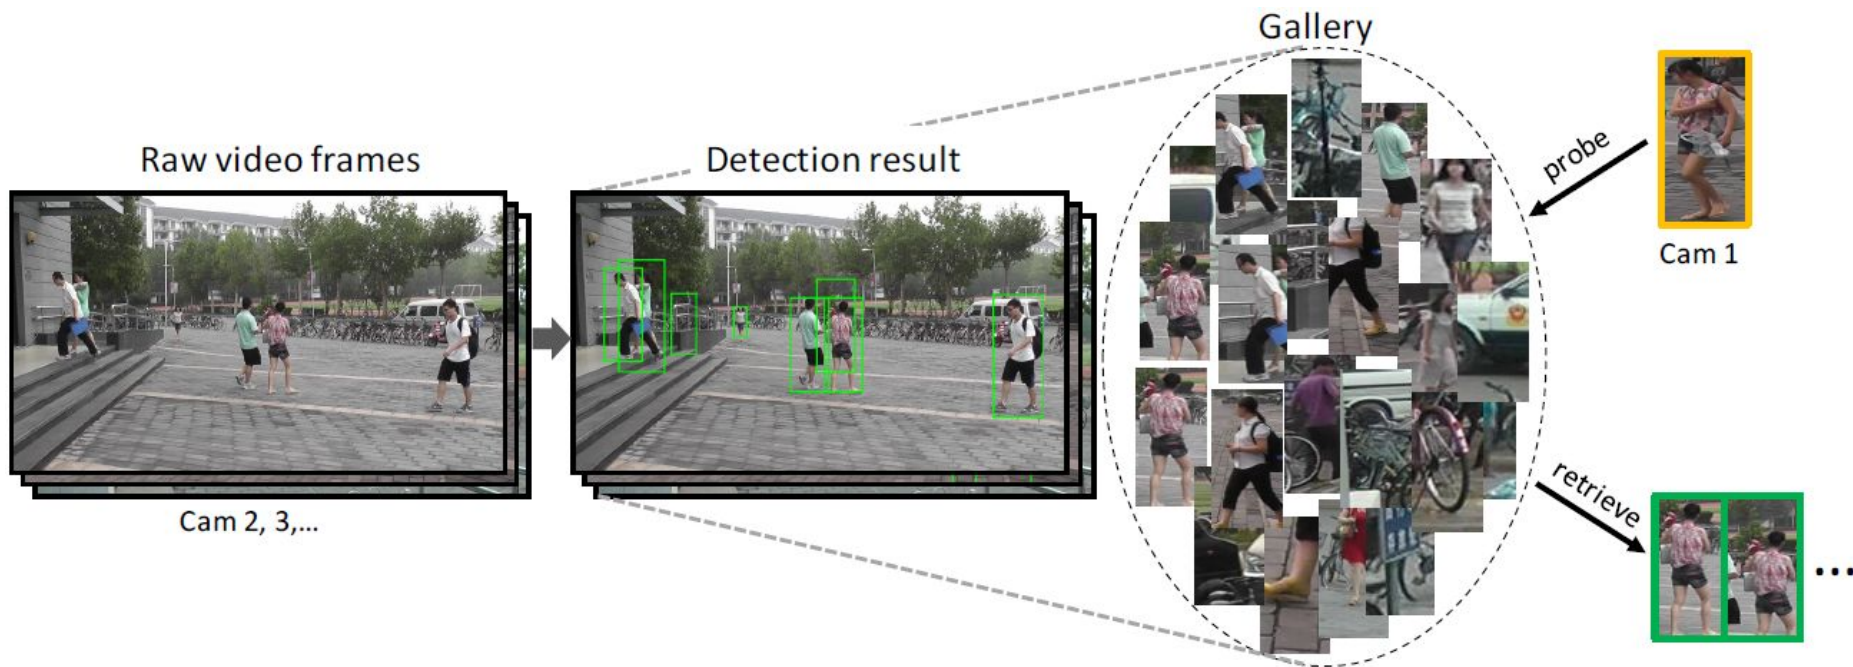 Gallery
Raw video frames
Detection result
probe
Cam 1
retrieve
Cam 2, 3,...
...